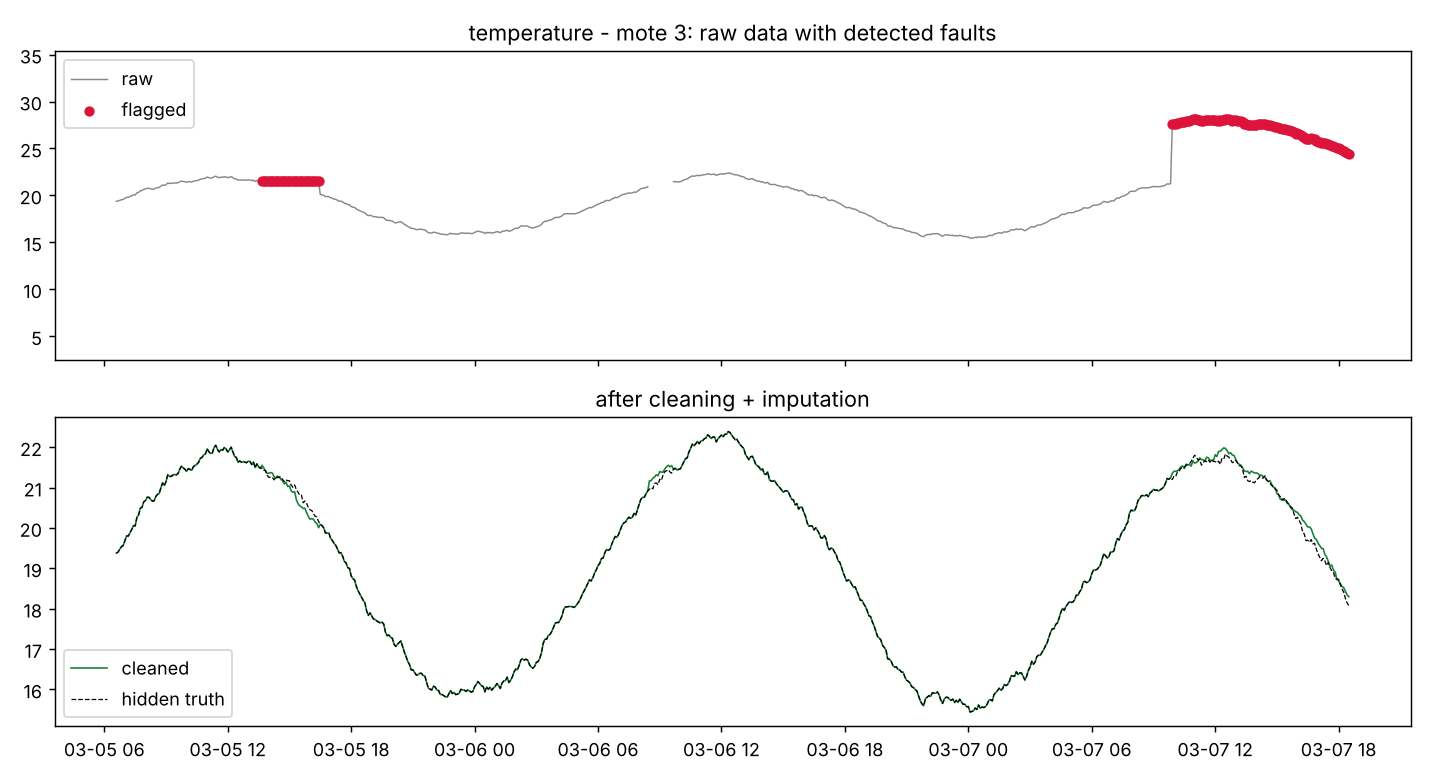 temperature - mote 3: raw data with detected faults
35
30
25
20
15
10
5
raw
flagged
after cleaning + imputation
22
21
20
19
18
17
16
cleaned
hidden truth
03-05 06 03-05 12 03-05 18 03-06 00 03-06 06 03-06 12 03-06 18 03-07 00 03-07 06 03-07 12 03-07 18